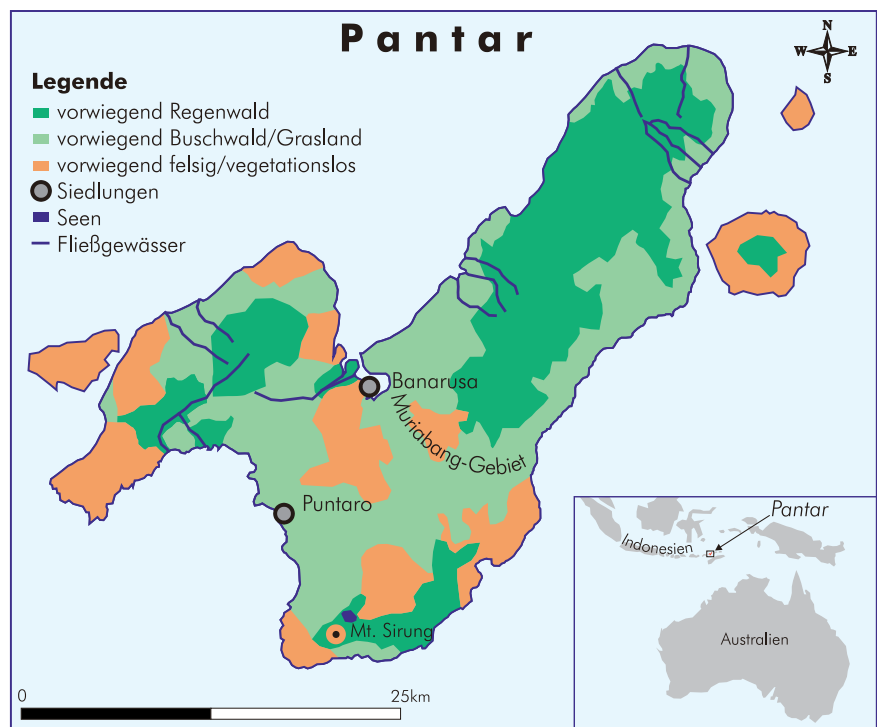 Pantar
N
W E
S
Legende
vorwiegend Regenwald
vorwiegend Buschwald/Grasland
vorwiegend felsig/vegetationslos
Siedlungen
Seen
Fließgewässer
Banarusa
Muriabang-Gebiet
Puntaro
Mt. Sirung
Pantar
Indonesien
Australien
0 25km